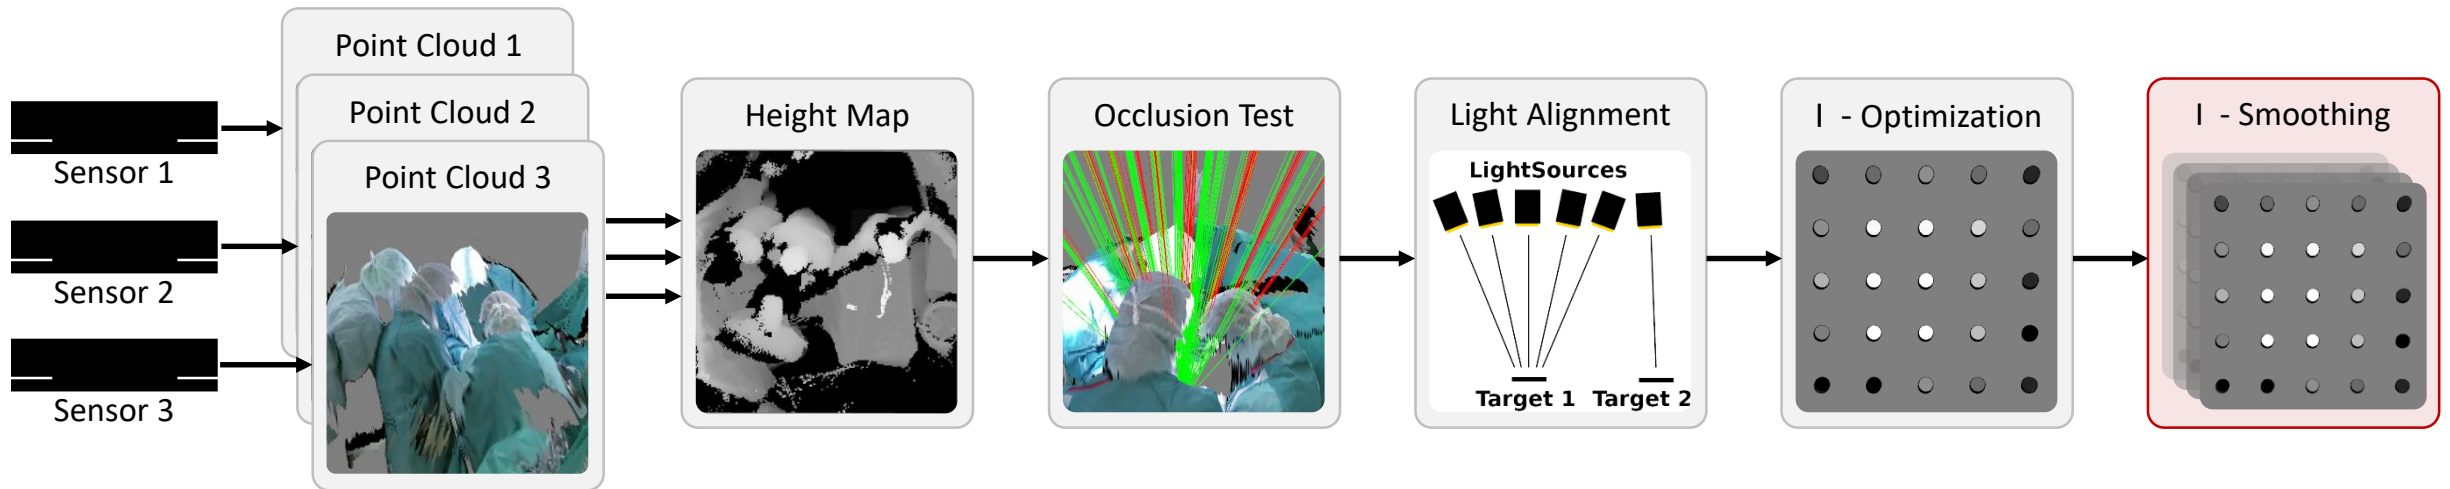 Point Cloud 1
Point Cloud 2
Point Cloud 3
Sensor 1
Sensor 2
Sensor 3
Height Map
Occlusion Test
Light Alignment
LightSources
Target 1 Target 2
I - Optimization
I - Smoothing